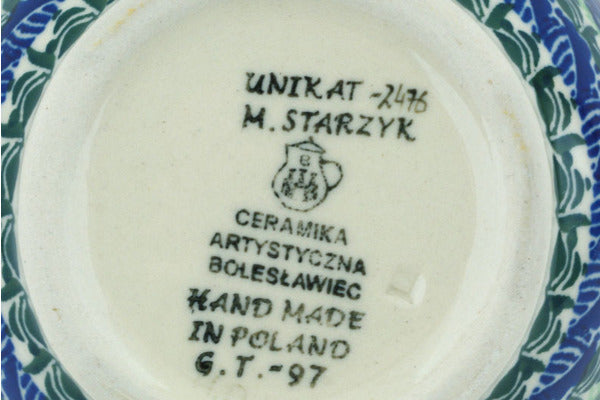 UNIKAT -2476
M. STARZYK
B
CERAMIKA
ARTYSTYCZNA
BOLESŁAWIEC
HAND MADE
IN POLAND
G.T.-97